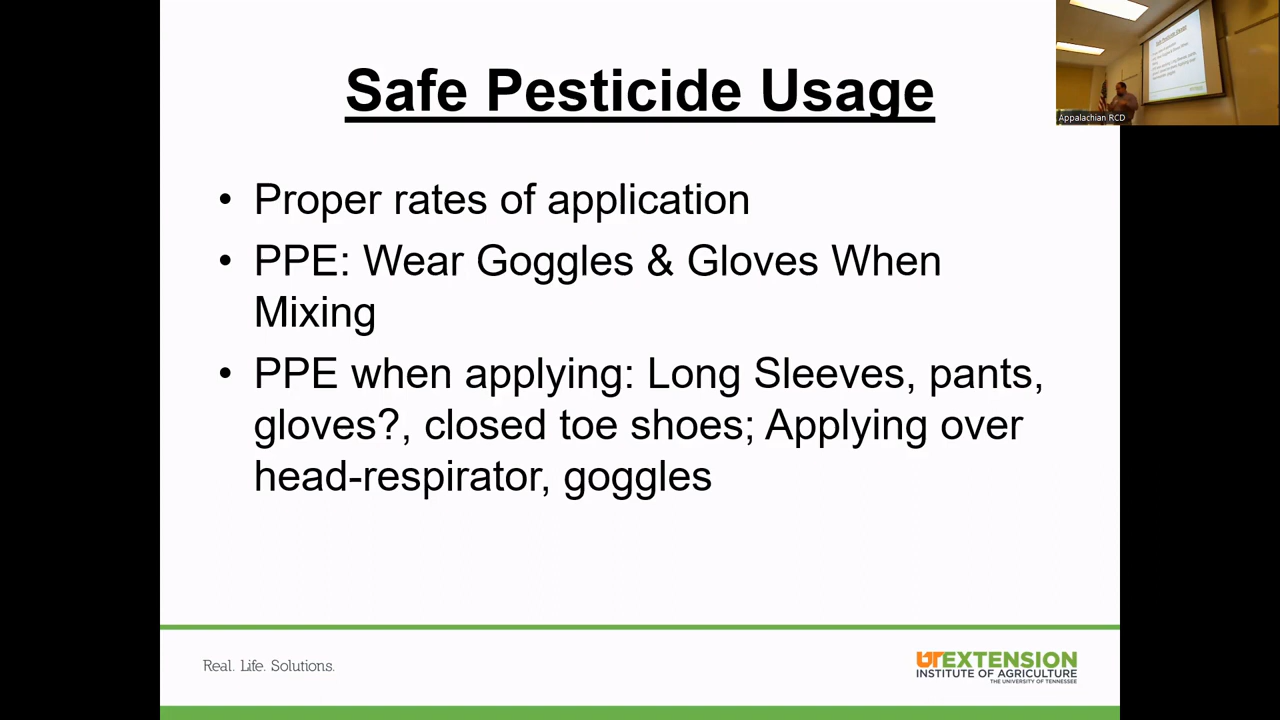 Safe Pesticide Usage
Appalachian RCD
• Proper rates of application
• PPE: Wear Goggles & Gloves When
Mixing
• PPE when applying: Long Sleeves, pants,
gloves?, closed toe shoes; Applying over
head-respirator, goggles
Real. Life. Solutions.
UT EXTENSION
INSTITUTE OF AGRICULTURE
THE UNIVERSITY OF TENNESSEE